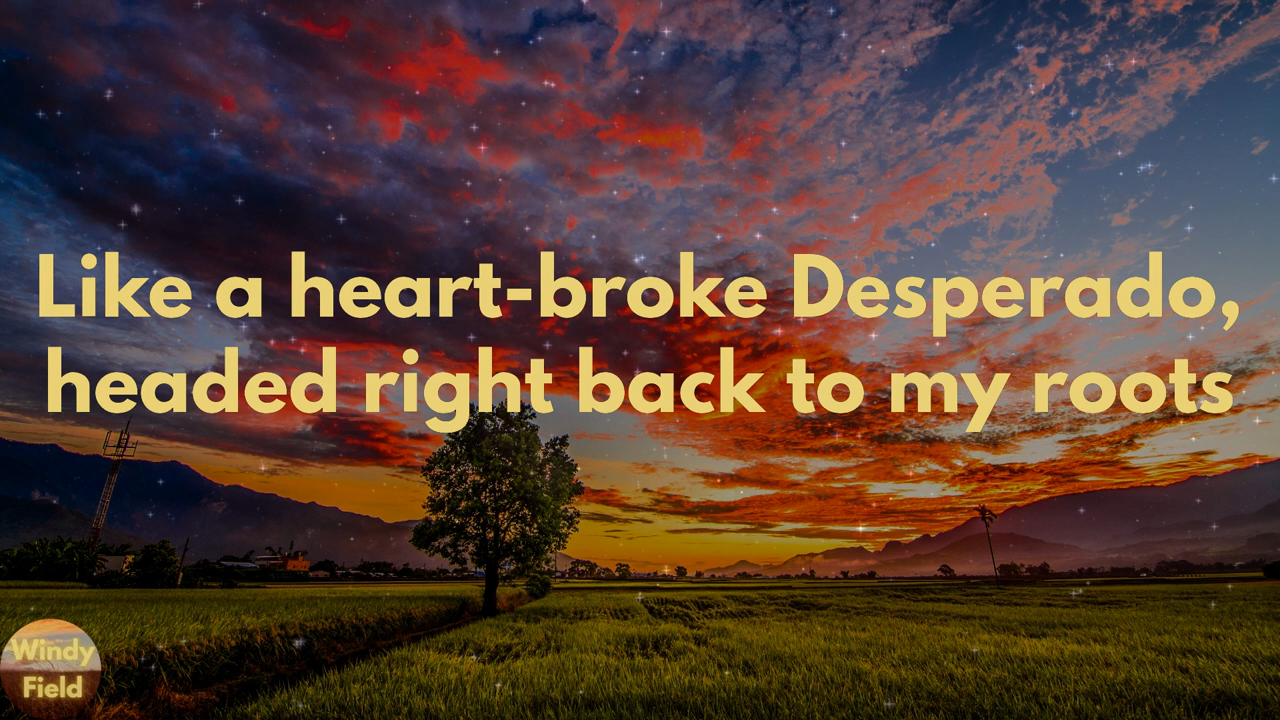 Like a heart-broke Desperado,
headed right back to my roots
Windy
Field